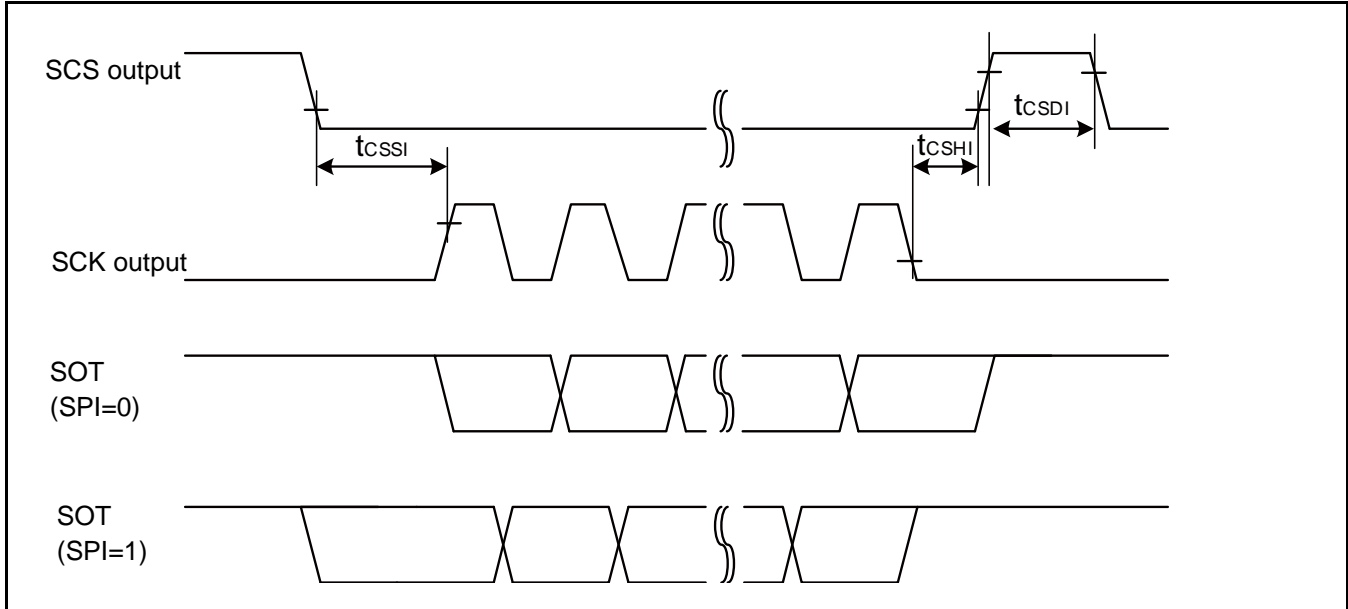 SCS output
tCSDI
tCSSI
tCSHI
SCK output
SOT
(SPI=0)
SOT
(SPI=1)